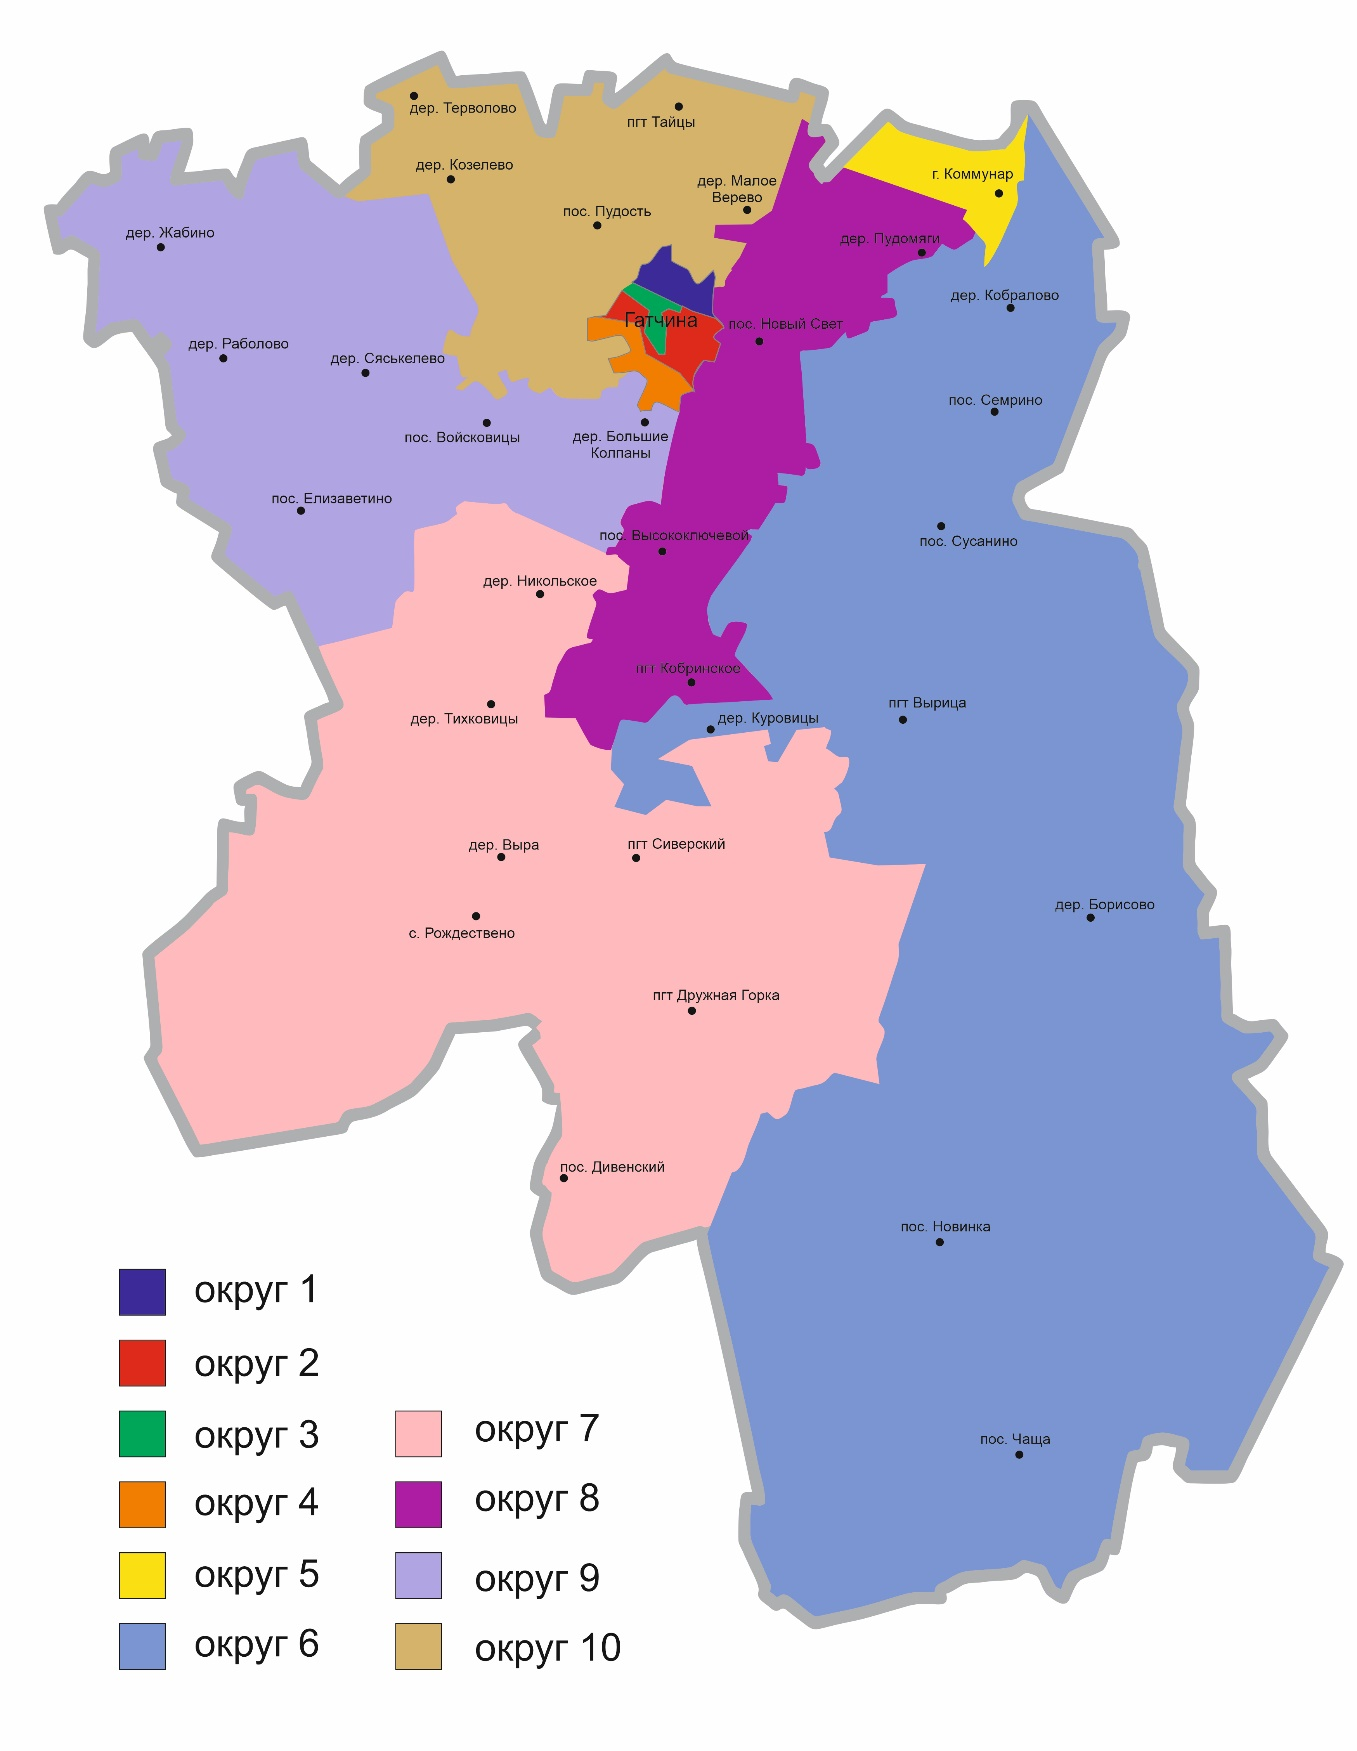 дер. Терволово
пгт Тайцы
дер. Козелево
дер. Малое
Верево
г. Коммунар
пос. Пудость
дер. Жабино
дер. Пудомяги
дер. Кобралово
Гатчина
пос. Новый Свет
дер. Раболово
дер. Сяськелово
пос. Семрино
пос. Войсковицы
дер. Большие
Колпаны
пос. Елизаветино
пос. Высокоключевой
пос. Сусанино
дер. Никольское
пгт Кобринское
пгт Вырица
дер. Тихковицы
дер. Куровицы
дер. Выра
пгт Сиверский
дер. Борисово
с. Рождествено
пгт Дружная Горка
пос. Дивенский
пос. Новинка
пос. Чаща
округ 1
округ 2
округ 3
округ 4
округ 5
округ 6
округ 7
округ 8
округ 9
округ 10